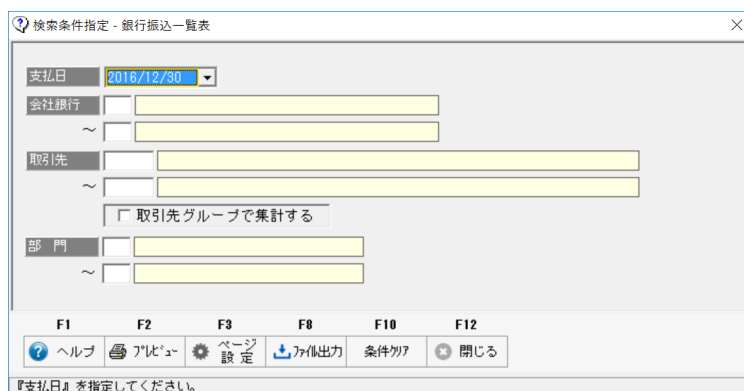 検索条件指定 - 銀行振込一覧表
支払日 2016/12/30
会社銀行
～
取引先
～
取引先グループで集計する
部 門
～
F1 F2 F3 F8 F10 F12
ヘルプ ﾌﾟﾚﾋﾞｭｰ ページ設定 ﾌｧｲﾙ出力 条件ｸﾘｱ 閉じる
『支払日』を指定してください。